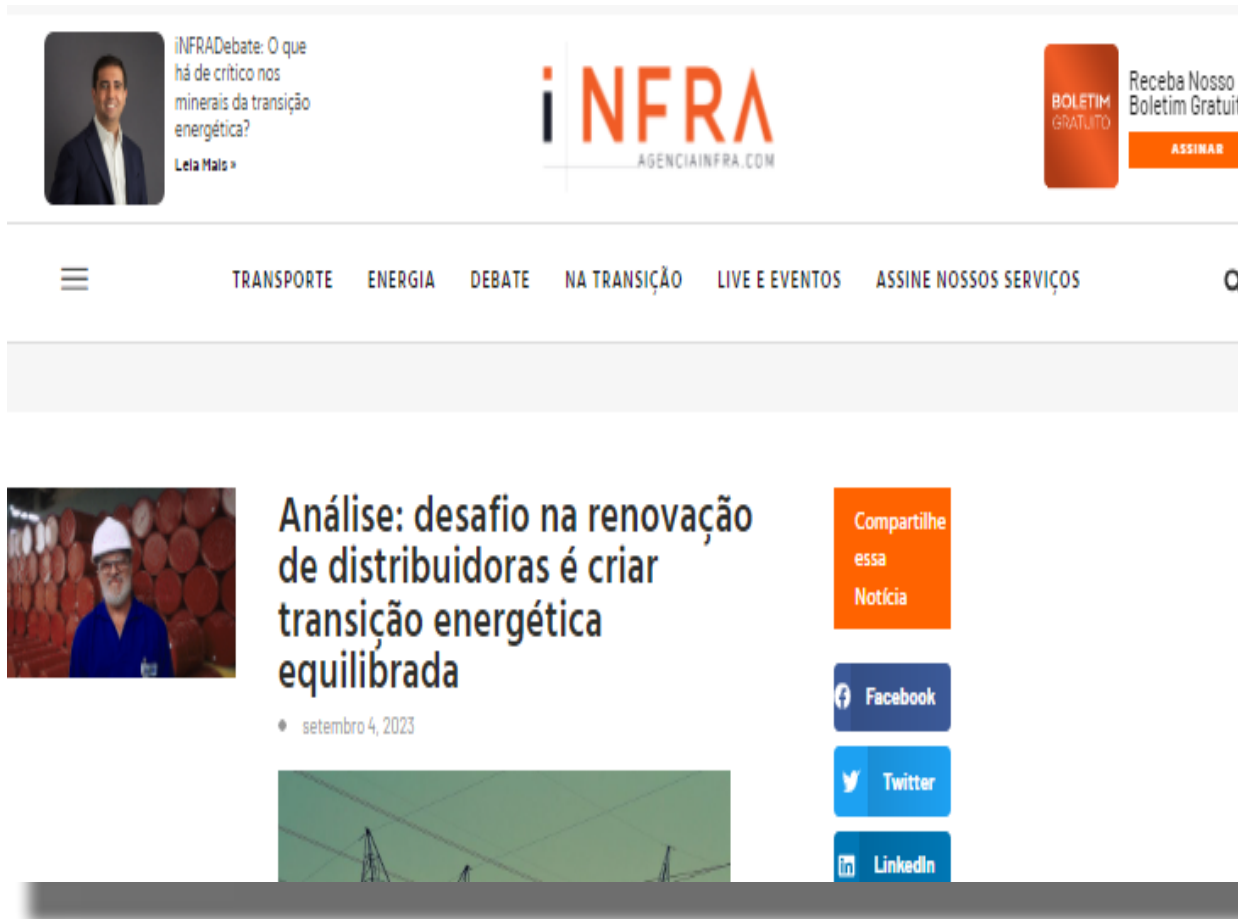 iNFRADebate: O que
há de crítico nos
minerais da transição
energética?
Leia Mais »
iNFRA
AGENCIAINFRA.COM
BOLETIM
GRATUITO
Receba Nosso
Boletim Gratuit
ASSINAR
TRANSPORTE ENERGIA DEBATE NA TRANSIÇÃO LIVE E EVENTOS ASSINE NOSSOS SERVIÇOS
Análise: desafio na renovação
de distribuidoras é criar
transição energética
equilibrada
setembro 4, 2023
Compartilhe
essa
Notícia
Facebook
Twitter
LinkedIn